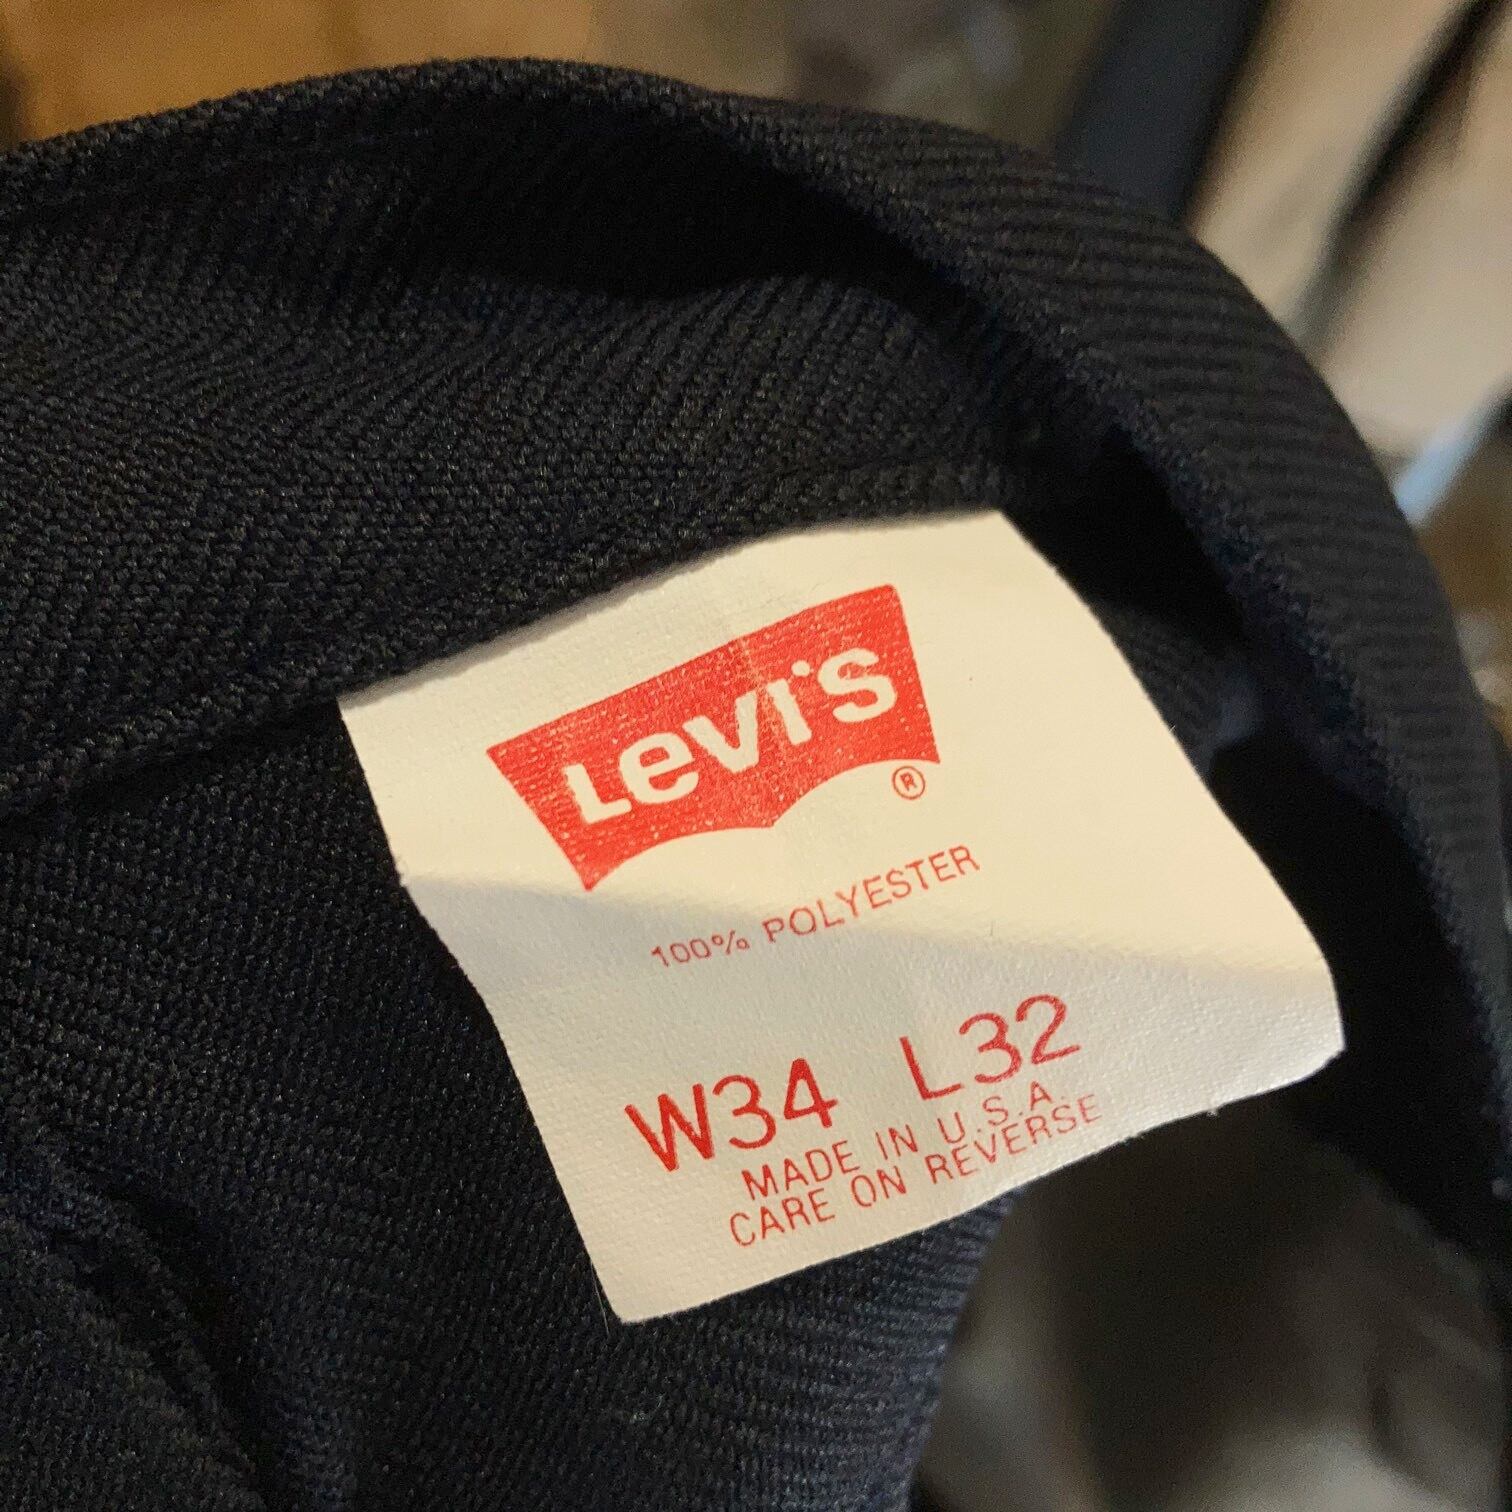 Levi's
®
100% POLYESTER
W34 L32
MADE IN U.S.A.
CARE ON REVERSE